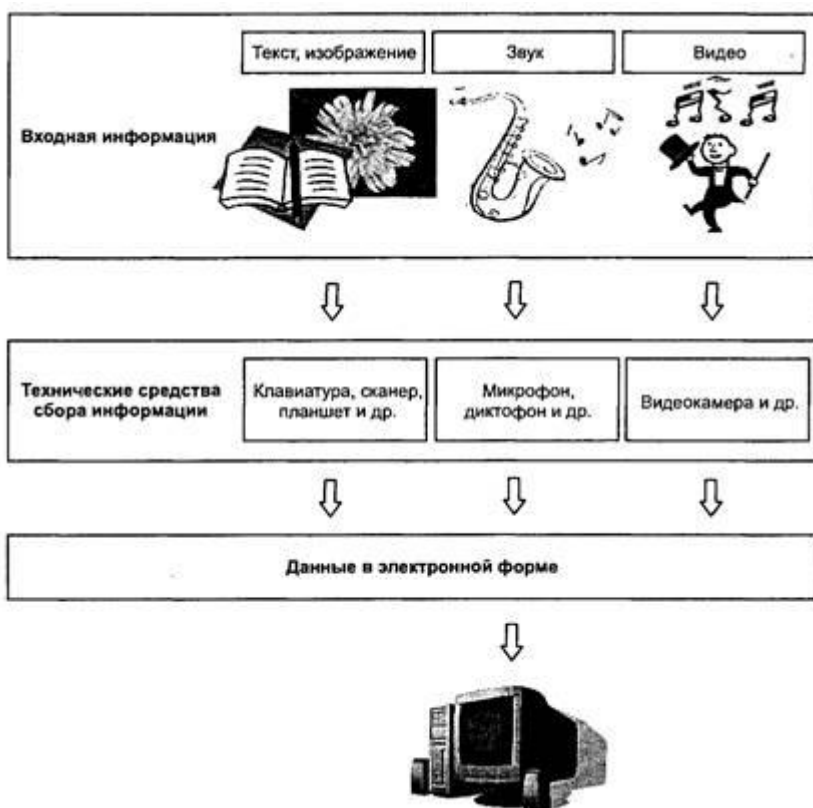 Текст, изображение
Звук
Видео
Входная информация
Технические средства
сбора информации
Клавиатура, сканер,
планшет и др.
Микрофон,
диктофон и др.
Видеокамера и др.
Данные в электронной форме